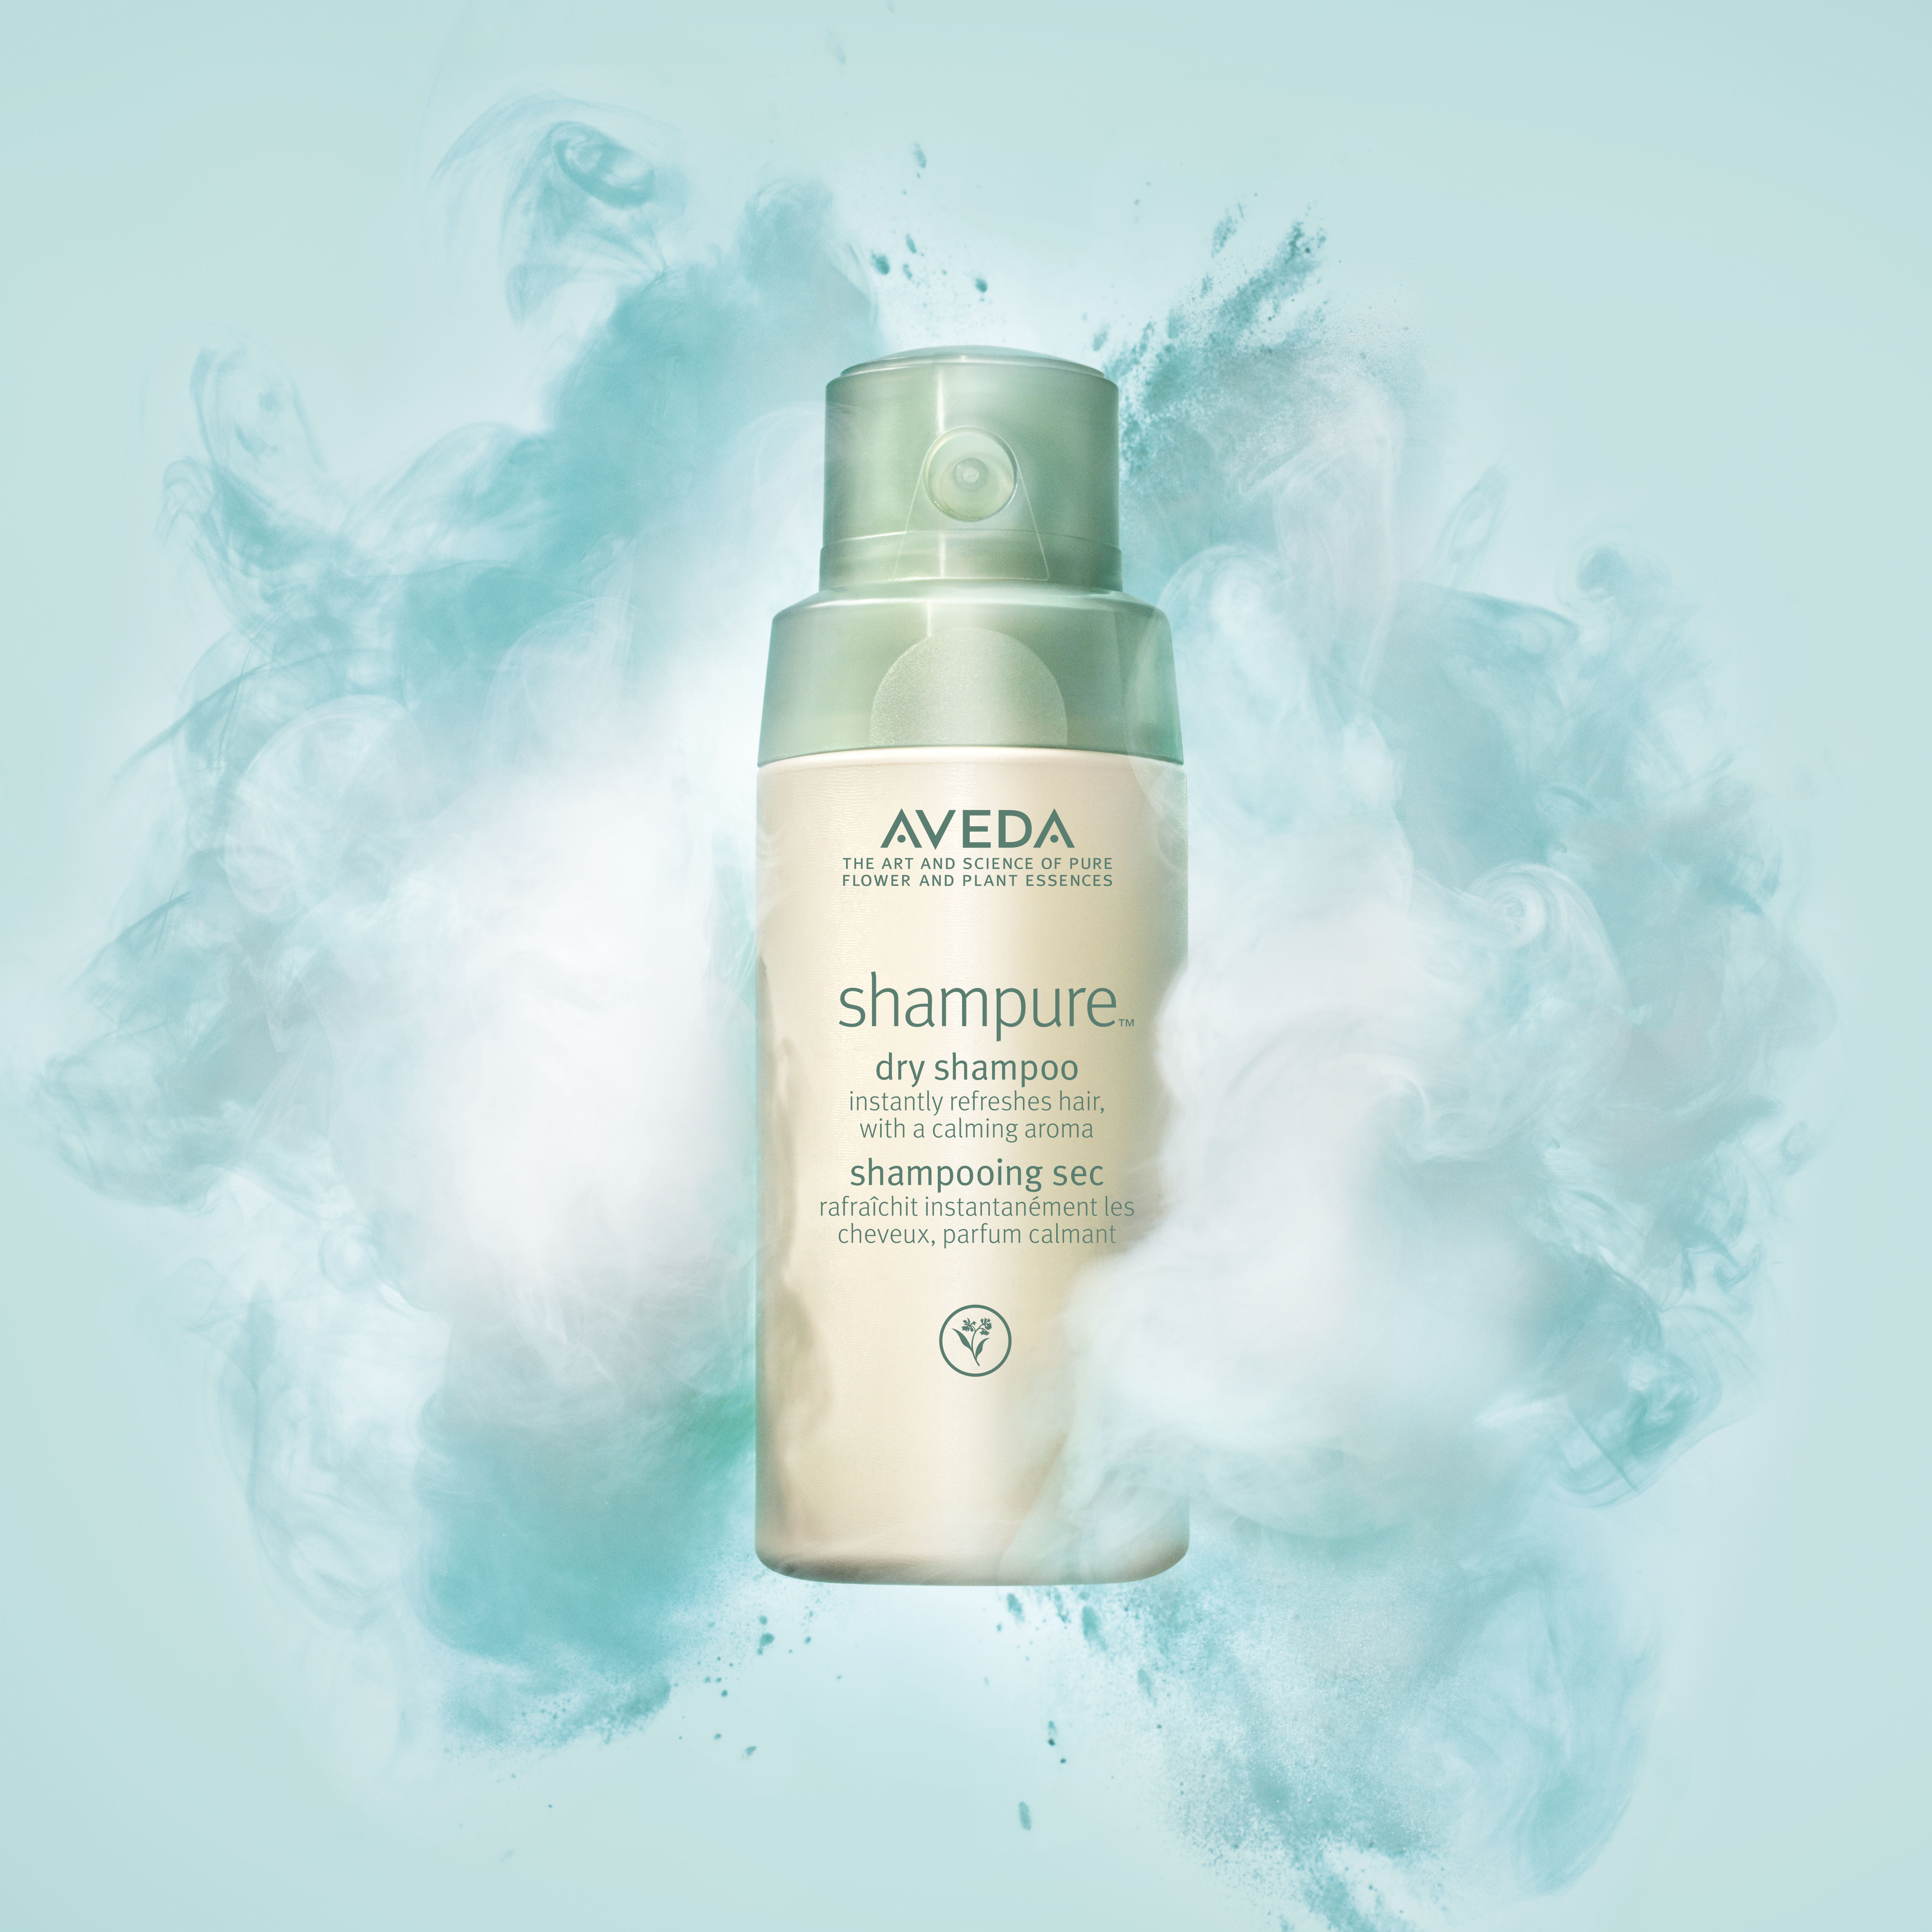 AVEDA
THE ART AND SCIENCE OF PURE
FLOWER AND PLANT ESSENCES
shampure™
dry shampoo
instantly refreshes hair,
with a calming aroma
shampooing sec
rafraîchit instantanément les
cheveux, parfum calmant